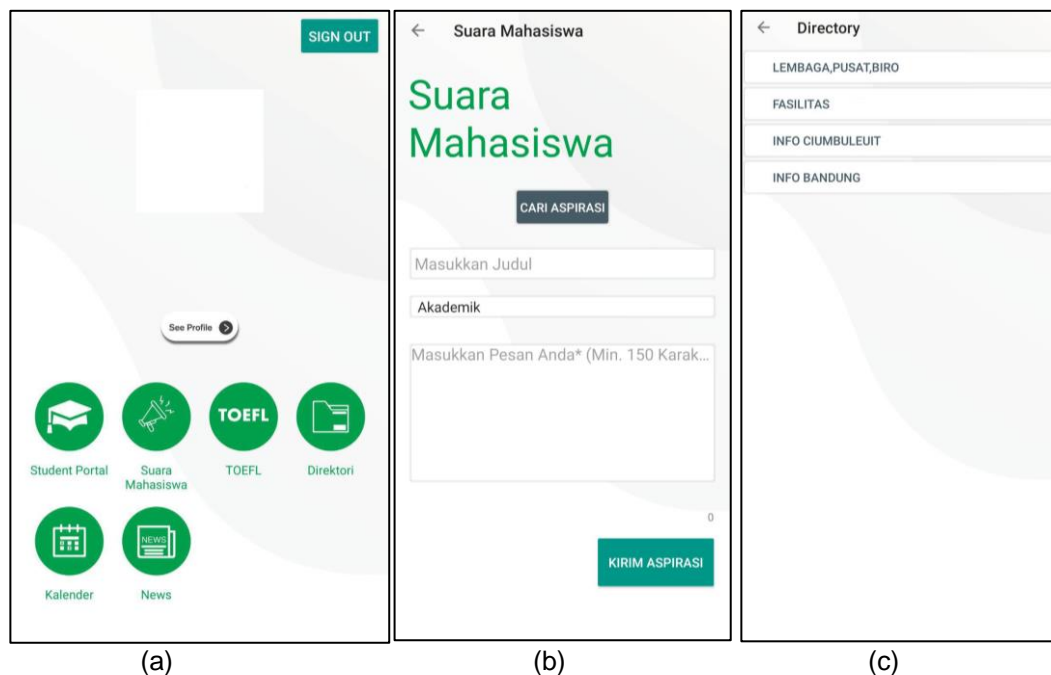 SIGN OUT
See Profile
TOEFL
Student Portal
Suara
Mahasiswa
TOEFL
Direktori
NEWS
Kalender
News
(a)
Suara Mahasiswa
Suara
Mahasiswa
CARI ASPIRASI
Masukkan Judul
Akademik
Masukkan Pesan Anda* (Min. 150 Karak...
0
KIRIM ASPIRASI
(b)
Directory
LEMBAGA,PUSAT,BIRO
FASILITAS
INFO CIUMBULEUIT
INFO BANDUNG
(c)